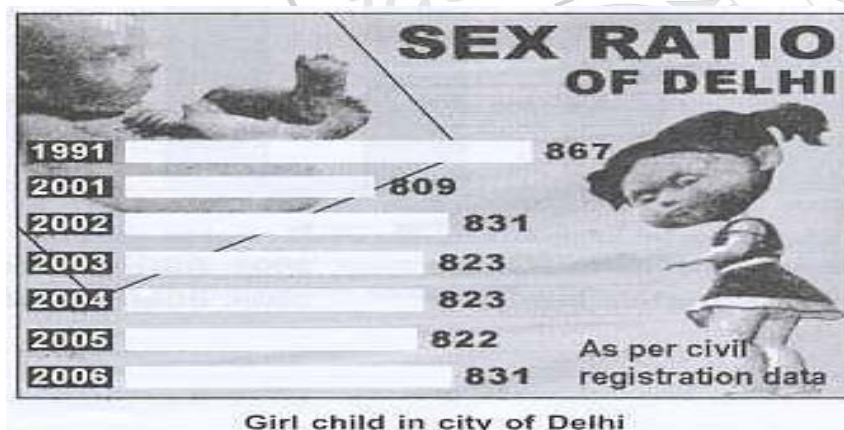 SEX RATIO
OF DELHI
1991 867
2001 809
2002 831
2003 823
2004 823
2005 822
2006 831
As per civil
registration data
Girl child in city of Delhi